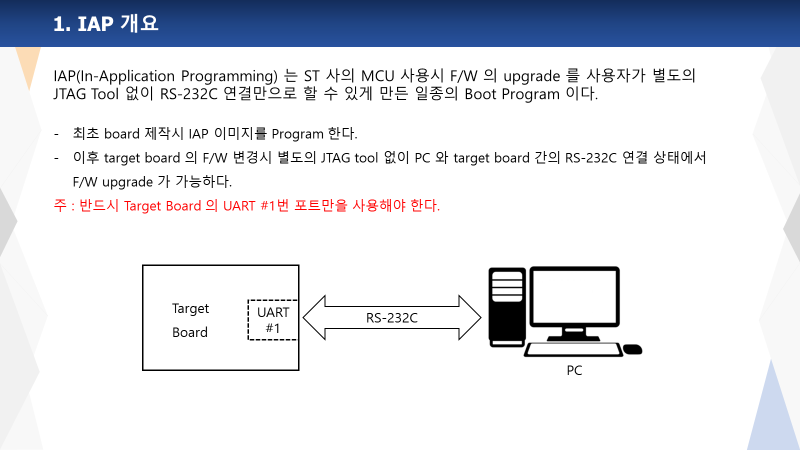 1. IAP 개요
IAP(In-Application Programming) 는 ST 사의 MCU 사용시 F/W 의 upgrade 를 사용자가 별도의
JTAG Tool 없이 RS-232C 연결만으로 할 수 있게 만든 일종의 Boot Program 이다.
- 최초 board 제작시 IAP 이미지를 Program 한다.
- 이후 target board 의 F/W 변경시 별도의 JTAG tool 없이 PC 와 target board 간의 RS-232C 연결 상태에서
F/W upgrade 가 가능하다.
주 : 반드시 Target Board 의 UART #1번 포트만을 사용해야 한다.
Target
Board
UART
#1
RS-232C
PC